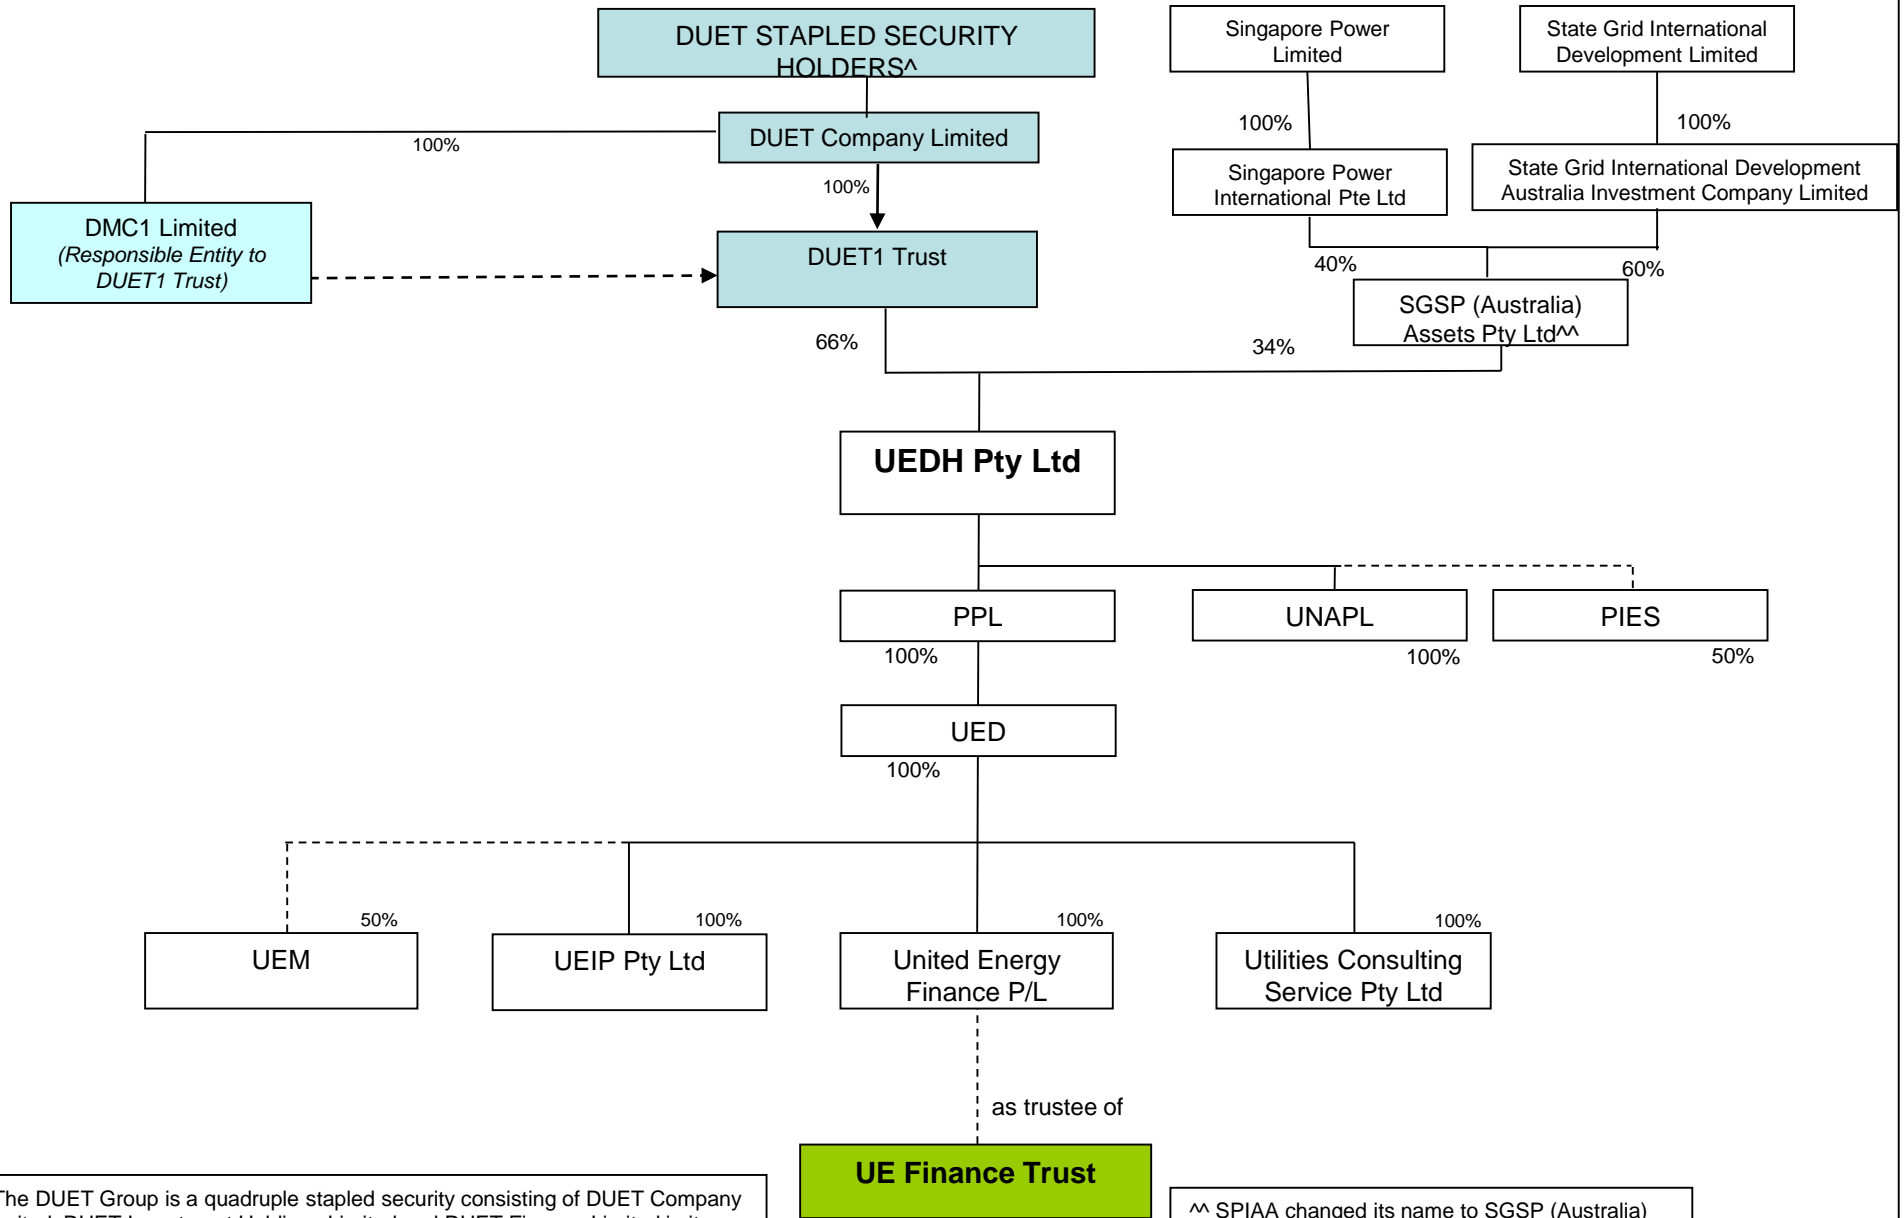 DUET STAPLED SECURITY
HOLDERS^
Singapore Power
Limited
State Grid International
Development Limited
100%
DUET Company Limited
100%
100%
100%
Singapore Power
International Pte Ltd
State Grid International Development
Australia Investment Company Limited
DMC1 Limited
(Responsible Entity to
DUET1 Trust)
DUET1 Trust
40%
60%
SGSP (Australia)
Assets Pty Ltd^^
66%
34%
UEDH Pty Ltd
PPL
UNAPL
PIES
100%
100%
50%
UED
100%
50%
100%
100%
100%
UEM
UEIP Pty Ltd
United Energy
Finance P/L
Utilities Consulting
Service Pty Ltd
as trustee of
UE Finance Trust
The DUET Group is a quadruple stapled security consisting of DUET Company
^^ SPIAA changed its name to SGSP (Australia)